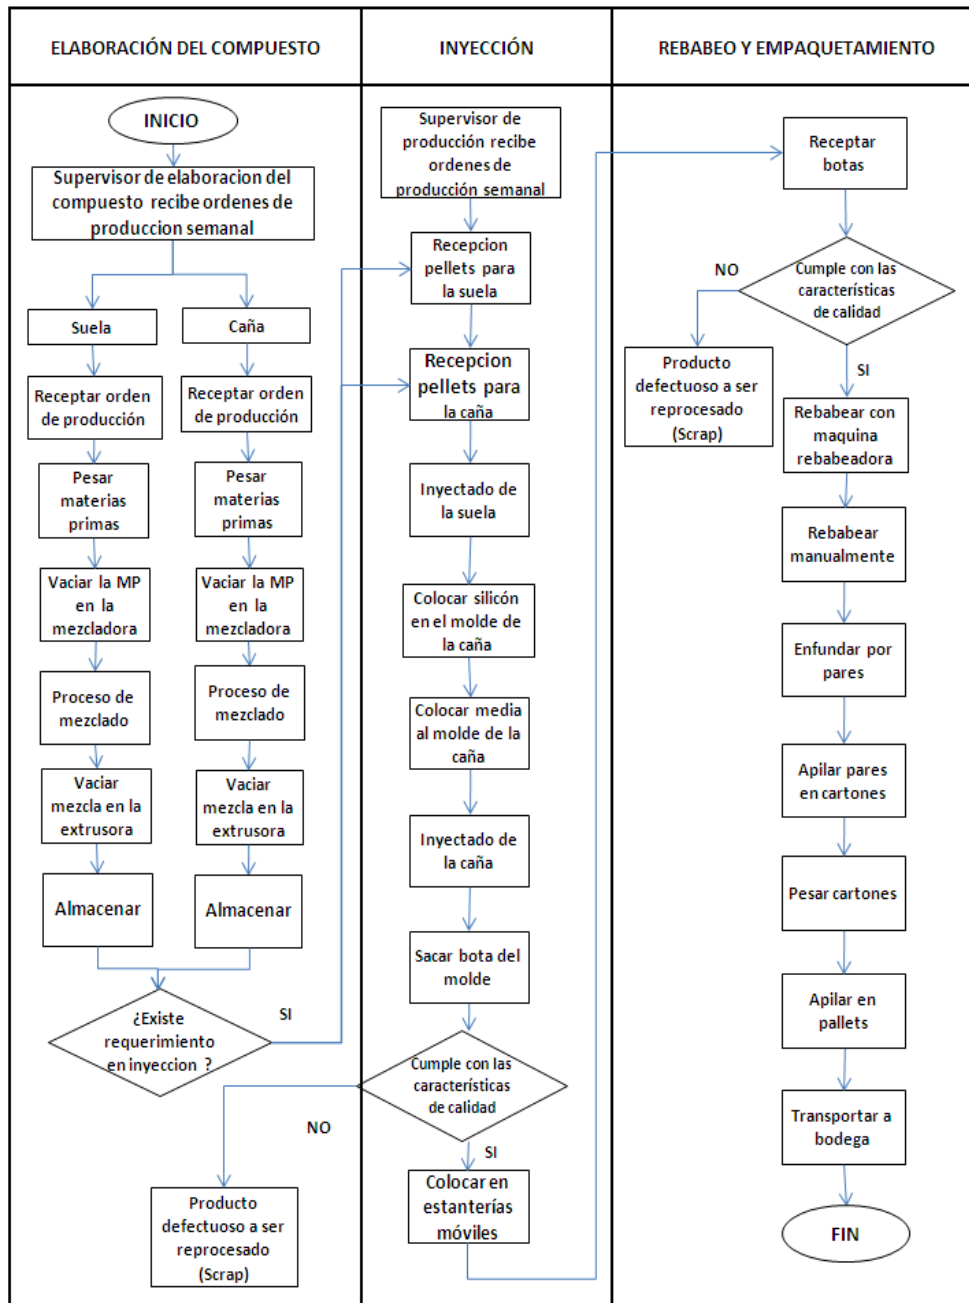 ELABORACIÓN DEL COMPUESTO
INYECCIÓN
REBABEO Y EMPAQUETAMIENTO
INICIO
Supervisor de elaboracion del
compuesto recibe ordenes de
produccion semanal
Suela
Caña
Receptar orden
de producción
Receptar orden
de producción
Pesar
materias
primas
Pesar
materias
primas
Vaciar la MP
en la
mezcladora
Vaciar la MP
en la
mezcladora
Proceso de
mezclado
Proceso de
mezclado
Vaciar
mezcla en la
extrusora
Vaciar
mezcla en la
extrusora
Almacenar
Almacenar
¿Existe
requerimiento
en inyeccion ?
SI
Supervisor de
producción recibe
ordenes de
producción semanal
Recepcion
pellets para
la suela
Recepcion
pellets para
la caña
Inyectado de
la suela
Colocar silicón
en el molde de
la caña
Colocar media
al molde de la
caña
Inyectado de
la caña
Sacar bota del
molde
Cumple con las
características
de calidad
NO
Producto
defectuoso a ser
reprocesado
(Scrap)
SI
Colocar en
estanterías
móviles
Receptar
botas
Cumple con las
características
de calidad
NO
Producto
defectuoso a ser
reprocesado
(Scrap)
SI
Rebabear con
maquina
rebabeadora
Rebabear
manualmente
Enfundar por
pares
Apilar pares
en cartones
Pesar cartones
Apilar en
pallets
Transportar a
bodega
FIN